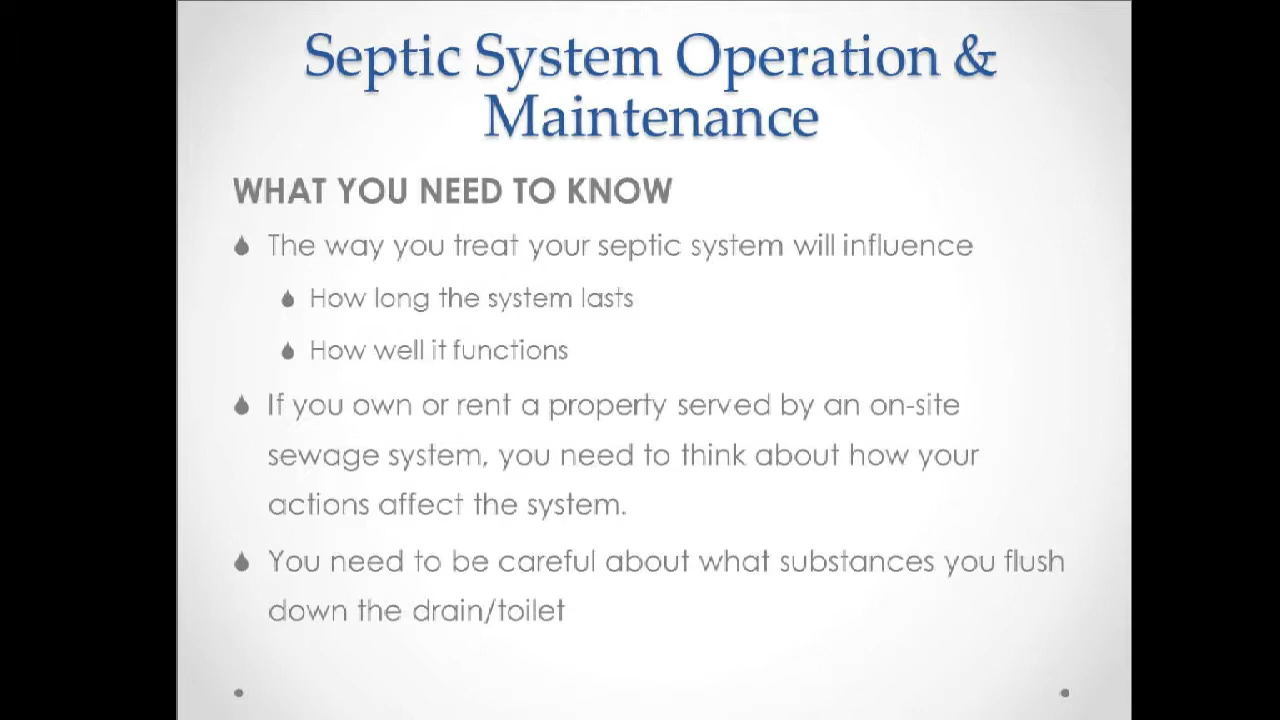 Septic System Operation &
Maintenance
WHAT YOU NEED TO KNOW
The way you treat your septic system will influence
How long the system lasts
How well it functions
If you own or rent a property served by an on-site
sewage system, you need to think about how your
actions affect the system.
You need to be careful about what substances you flush
down the drain/toilet